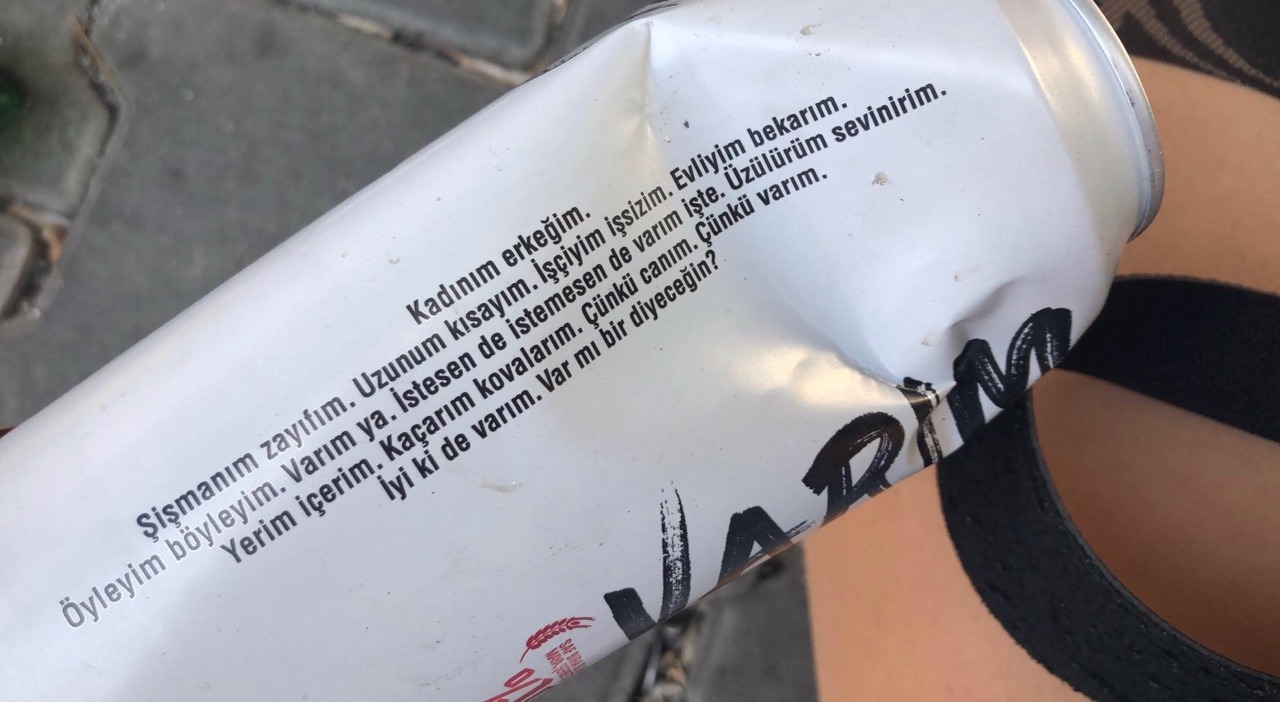 Kadınım erkeğim.
Şişmanım zayıfım. Uzunum kısayım. İşçiyim işsizim. Evliyim bekarım.
Öyleyim böyleyim. Varım ya. İstesen de istemesen de varım işte. Üzülürüm sevinirim.
Yerim içerim. Kaçarım kovalarım. Çünkü canım. Çünkü varım.
İyi ki de varım. Var mı bir diyeceğin?
VARIM